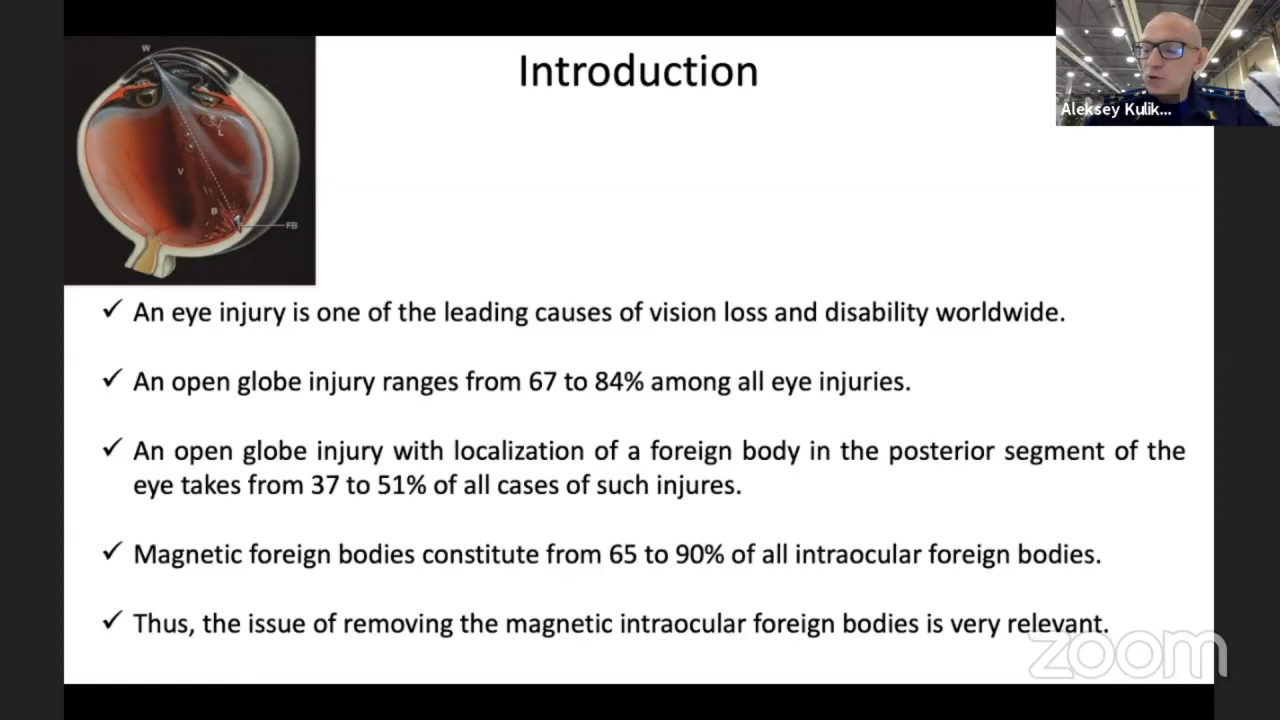 Introduction
Aleksey Kulik...
W
L
V
B
FB
✓ An eye injury is one of the leading causes of vision loss and disability worldwide.
✓ An open globe injury ranges from 67 to 84% among all eye injuries.
✓ An open globe injury with localization of a foreign body in the posterior segment of the
eye takes from 37 to 51% of all cases of such injures.
✓ Magnetic foreign bodies constitute from 65 to 90% of all intraocular foreign bodies.
✓ Thus, the issue of removing the magnetic intraocular foreign bodies is very relevant.
zoom